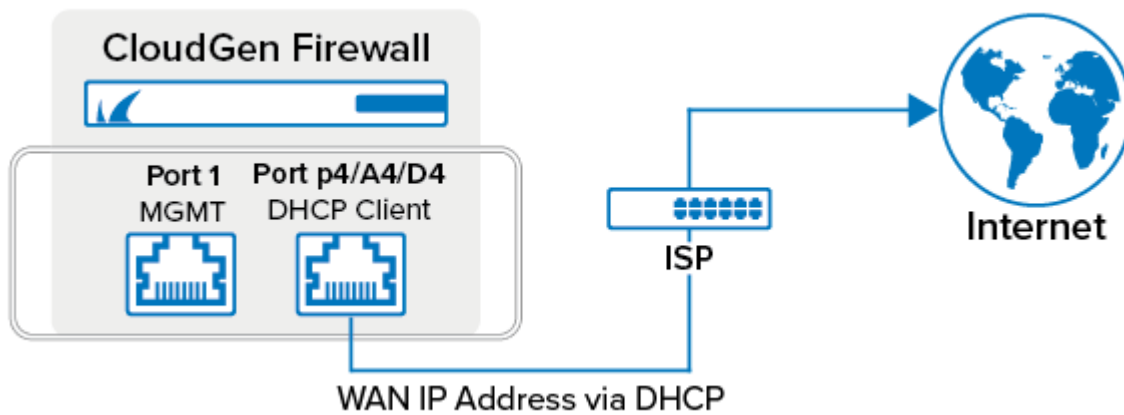 CloudGen Firewall
Port 1
MGMT
Port p4/A4/D4
DHCP Client
ISP
Internet
WAN IP Address via DHCP